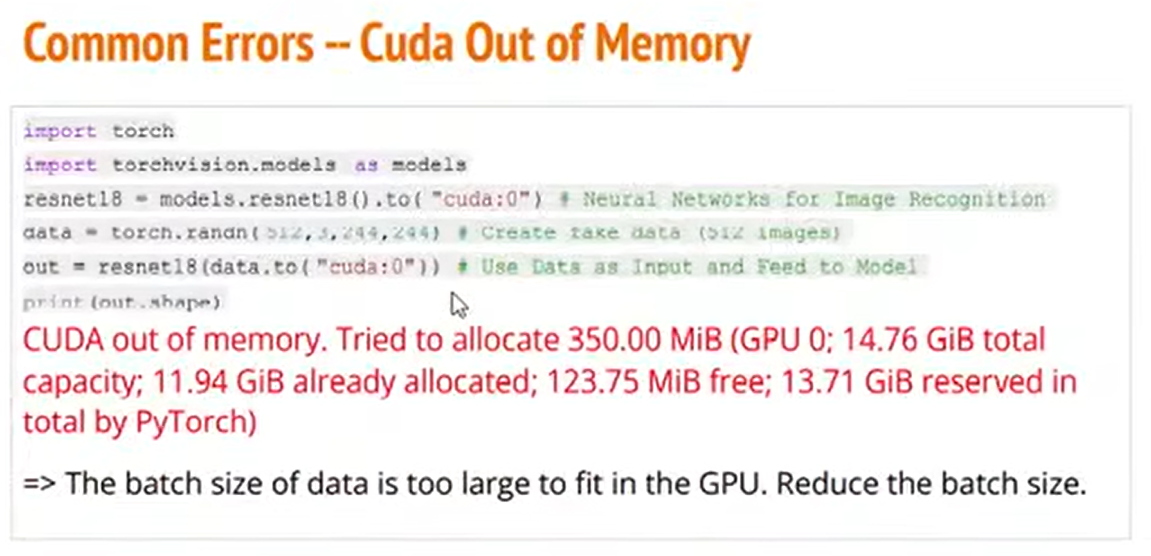 Common Errors -- Cuda Out of Memory
import torch
import torchvision.models as models
resnet18 = models.resnet18().to( "cuda:0") # Neural Networks for Image Recognition
data = torch.randn( 512,3,244,244) # Create fake data (512 images)
out = resnet18(data.to( "cuda:0")) # Use Data as Input and Feed to Model
print(out.shape)
CUDA out of memory. Tried to allocate 350.00 MiB (GPU 0; 14.76 GiB total
capacity; 11.94 GiB already allocated; 123.75 MiB free; 13.71 GiB reserved in
total by PyTorch)
=> The batch size of data is too large to fit in the GPU. Reduce the batch size.